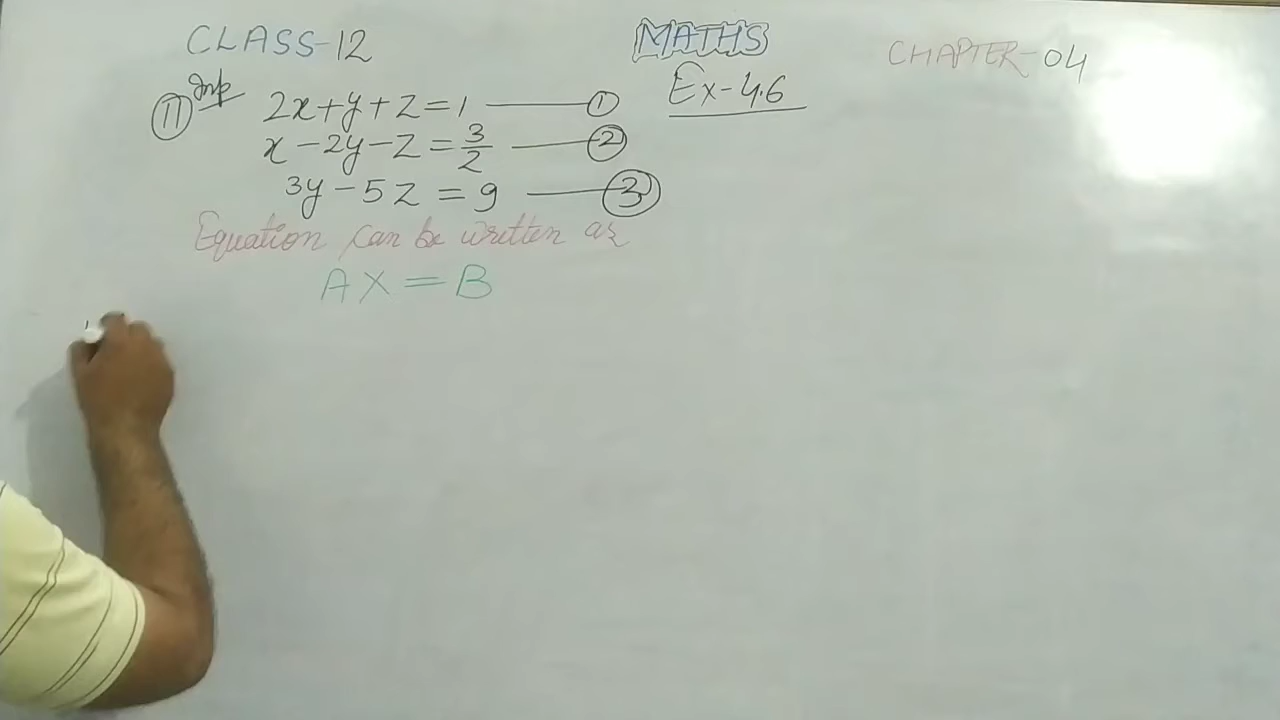 CLASS-12 MATHS CHAPTER-04
Ex-4.6
11 Imp 2x+y+z=1 ① 
x-2y-z=3/2 ②
3y-5z=9 ③
Equation can be written as
AX=B